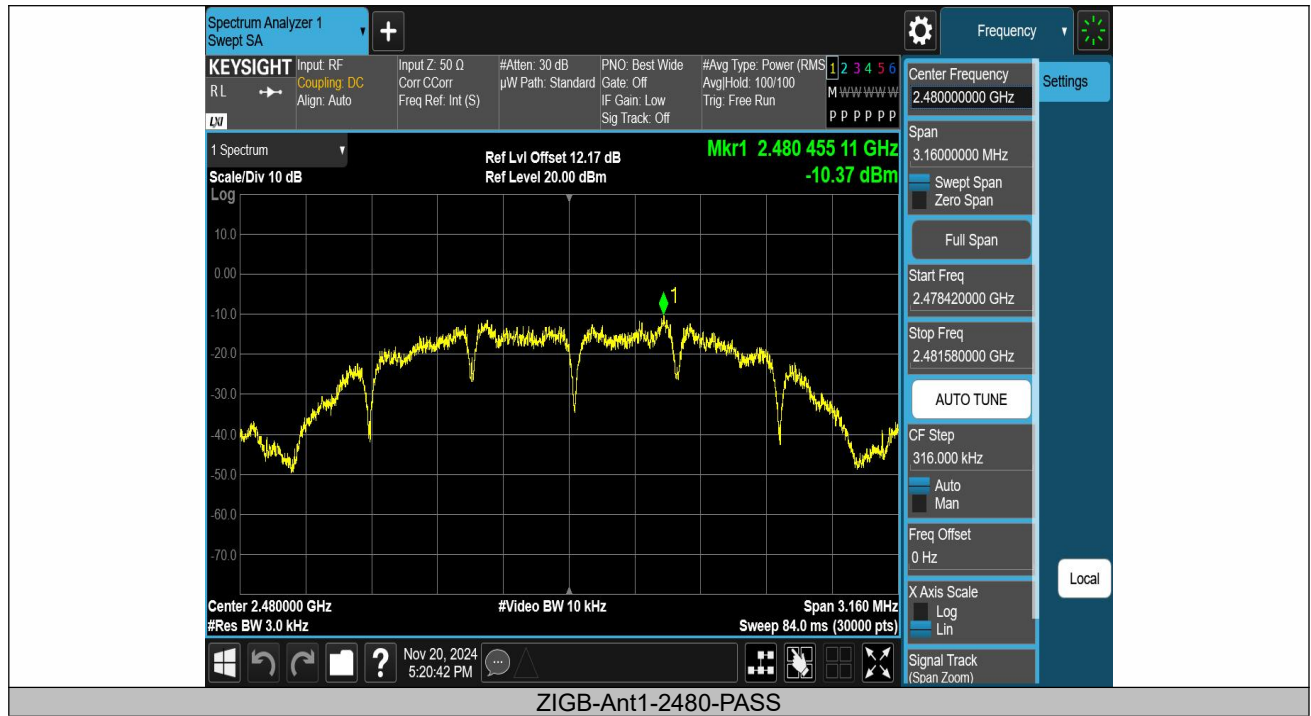 Spectrum Analyzer 1
Swept SA
+
Frequency
KEYSIGHT
R L
LXI
Input: RF
Coupling: DC
Align: Auto
Input Z: 50 Ω
Corr CCorr
Freq Ref: Int (S)
#Atten: 30 dB
µW Path: Standard
PNO: Best Wide
Gate: Off
IF Gain: Low
Sig Track: Off
#Avg Type: Power (RMS
Avg|Hold: 100/100
Trig: Free Run
1 2 3 4 5 6
M W W W W W
P P P P P P
1 Spectrum
Scale/Div 10 dB
Ref Lvl Offset 12.17 dB
Ref Level 20.00 dBm
Mkr1 2.480 455 11 GHz
-10.37 dBm
Log
10.0
0.00
-10.0
-20.0
-30.0
-40.0
-50.0
-60.0
-70.0
1
Center 2.480000 GHz
#Res BW 3.0 kHz
#Video BW 10 kHz
Span 3.160 MHz
Sweep 84.0 ms (30000 pts)
Center Frequency
2.480000000 GHz
Settings
Span
3.16000000 MHz
Swept Span
Zero Span
Full Span
Start Freq
2.478420000 GHz
Stop Freq
2.481580000 GHz
AUTO TUNE
CF Step
316.000 kHz
Auto
Man
Freq Offset
0 Hz
Local
X Axis Scale
Log
Lin
Signal Track
(Span Zoom)
?
Nov 20, 2024
5:20:42 PM
ZIGB-Ant1-2480-PASS